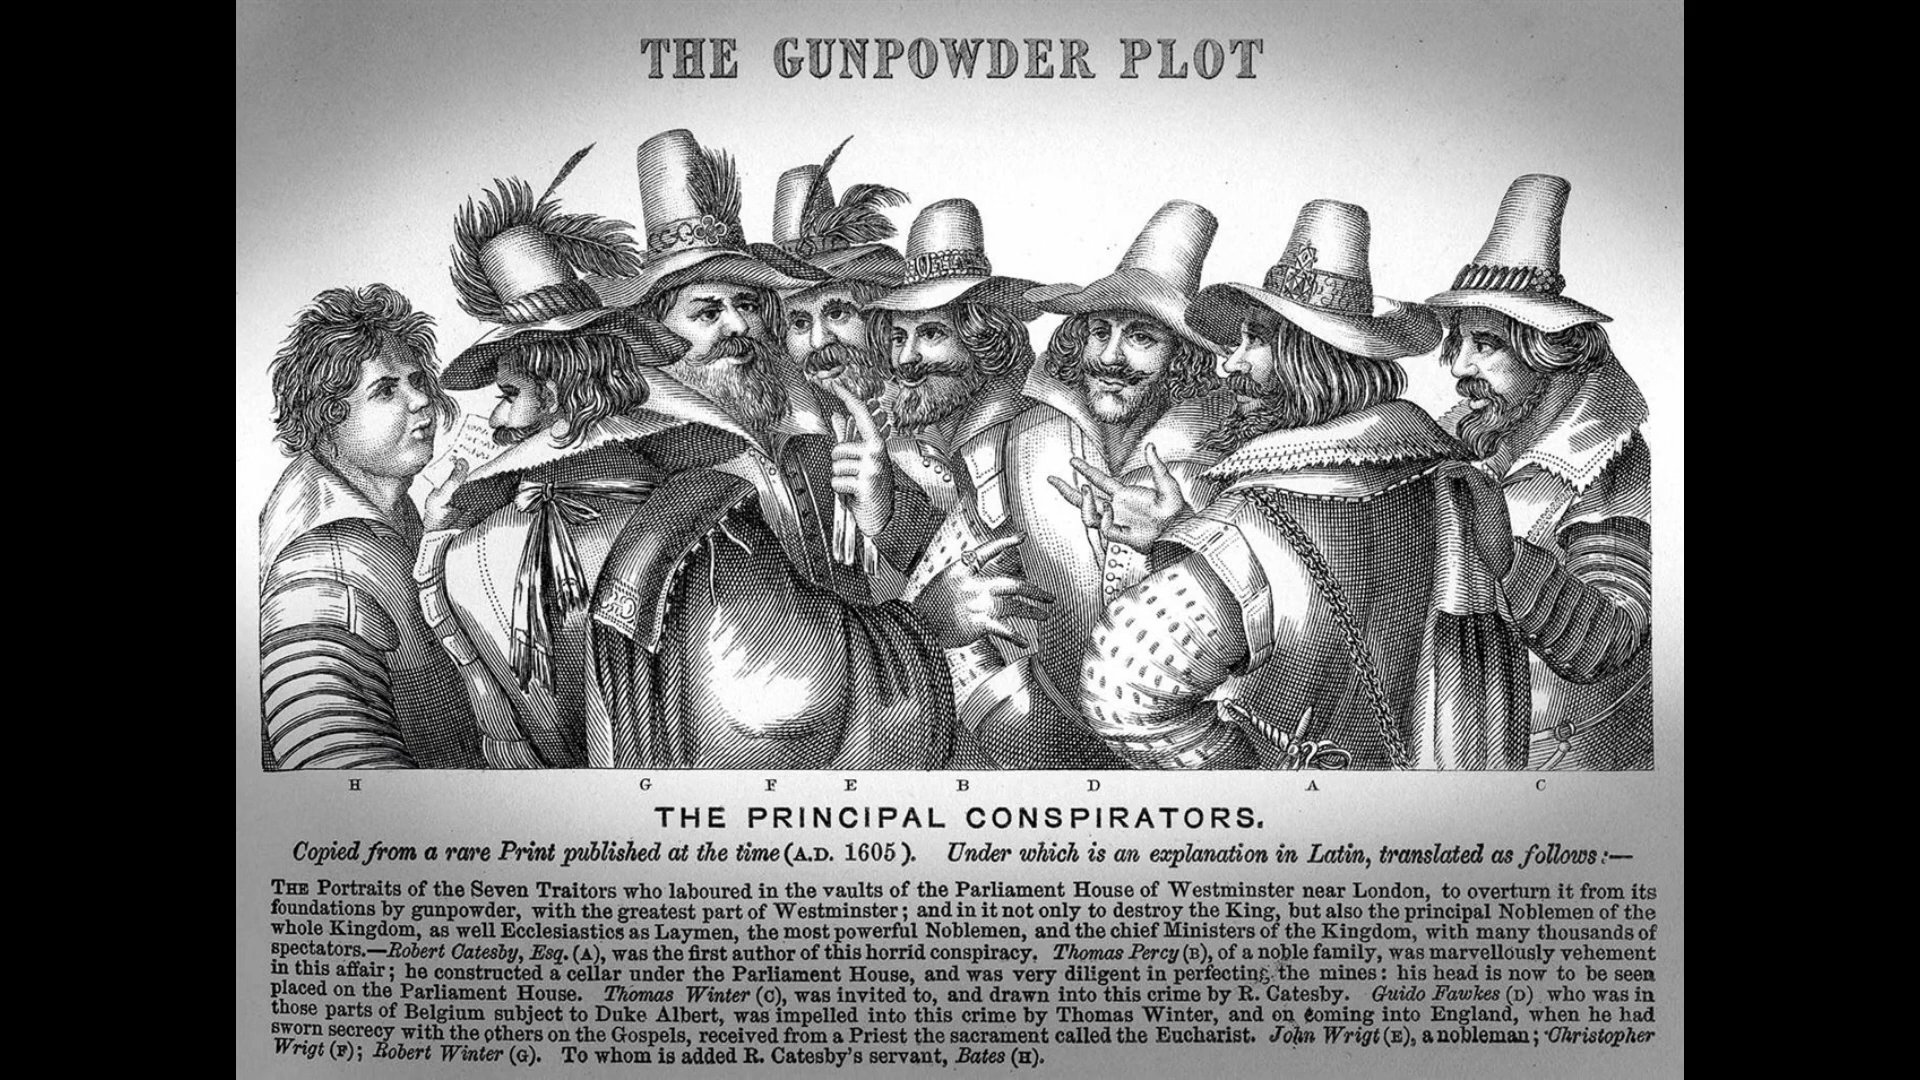 THE GUNPOWDER PLOT
H G F E B D A C
THE PRINCIPAL CONSPIRATORS.
Copied from a rare Print published at the time (A.D. 1605). Under which is an explanation in Latin, translated as follows:—
THE Portraits of the Seven Traitors who laboured in the vaults of the Parliament House of Westminster near London, to overturn it from its
foundations by gunpowder, with the greatest part of Westminster; and in it not only to destroy the King, but also the principal Noblemen of the
whole Kingdom, as well Ecclesiastics as Laymen, the most powerful Noblemen, and the chief Ministers of the Kingdom, with many thousands of
spectators.—Robert Catesby, Esq. (A), was the first author of this horrid conspiracy. Thomas Percy (B), of a noble family, was marvellously vehement
in this affair; he constructed a cellar under the Parliament House, and was very diligent in perfecting the mines: his head is now to be seen
placed on the Parliament House. Thomas Winter (C), was invited to, and drawn into this crime by R. Catesby. Guido Fawkes (D) who was in
those parts of Belgium subject to Duke Albert, was impelled into this crime by Thomas Winter, and on coming into England, when he had
sworn secrecy with the others on the Gospels, received from a Priest the sacrament called the Eucharist. John Wrigt (E), a nobleman; Christopher
Wrigt (F); Robert Winter (G). To whom is added R. Catesby's servant, Bates (H).